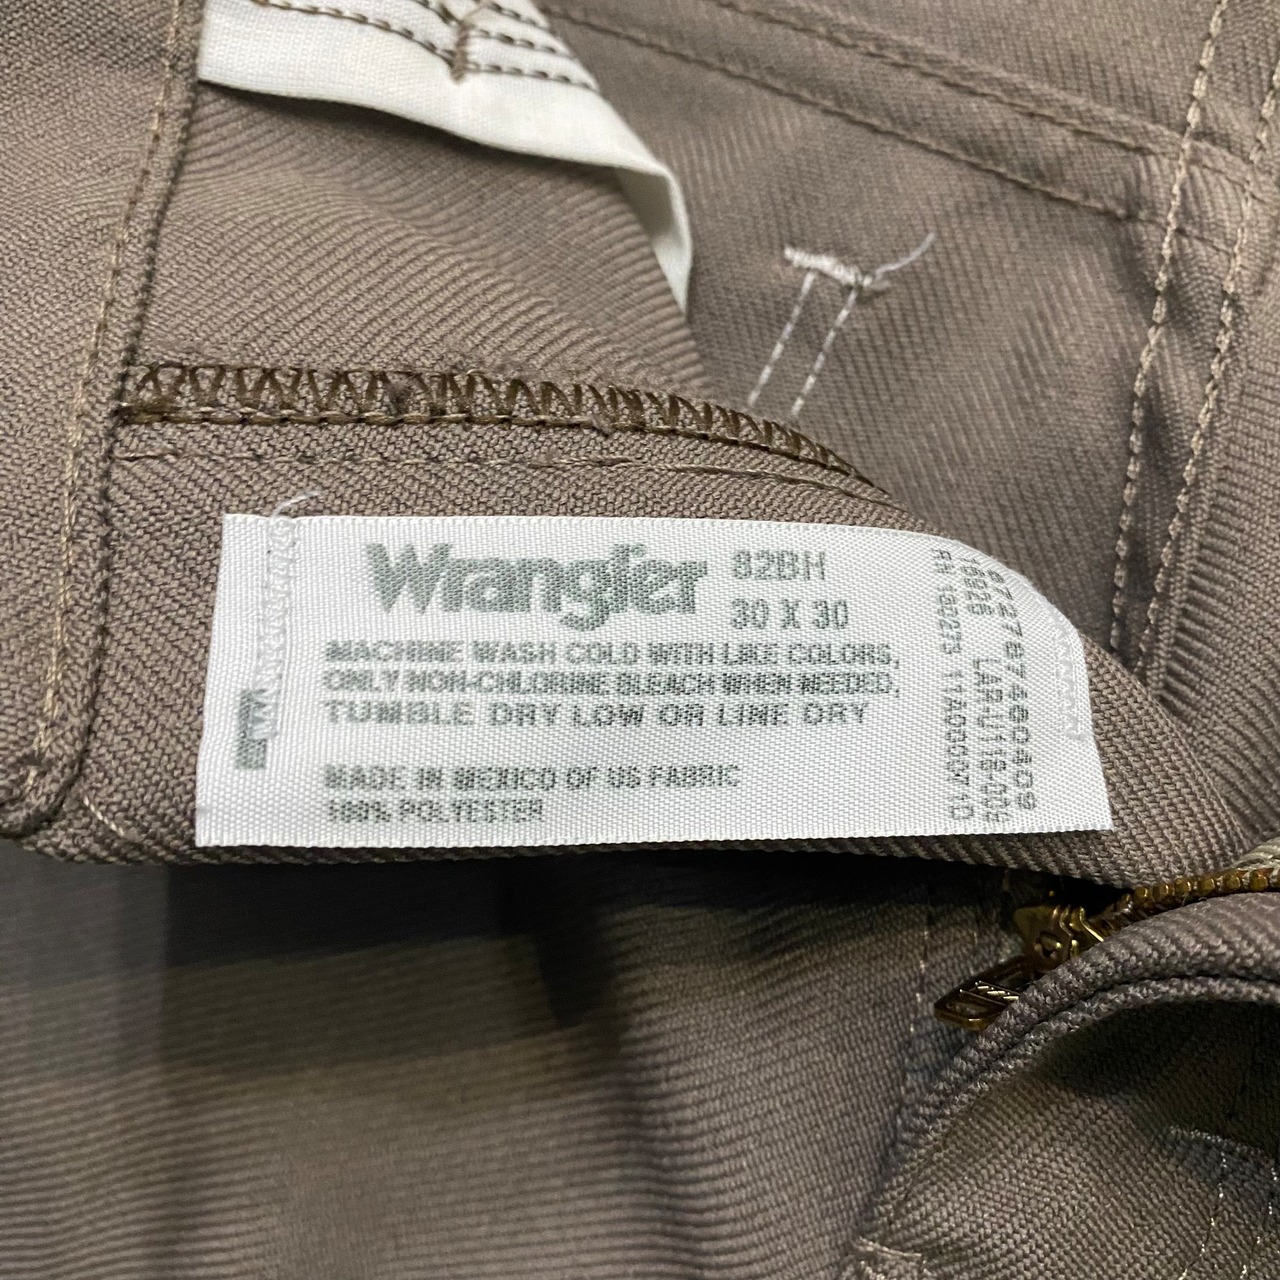 Wrangler
82BH
30 X 30
MACHINE WASH COLD WITH LIKE COLORS,
ONLY NON-CHLORINE BLEACH WHEN NEEDED,
TUMBLE DRY LOW OR LINE DRY
MADE IN MEXICO OF US FABRIC
100% POLYESTER